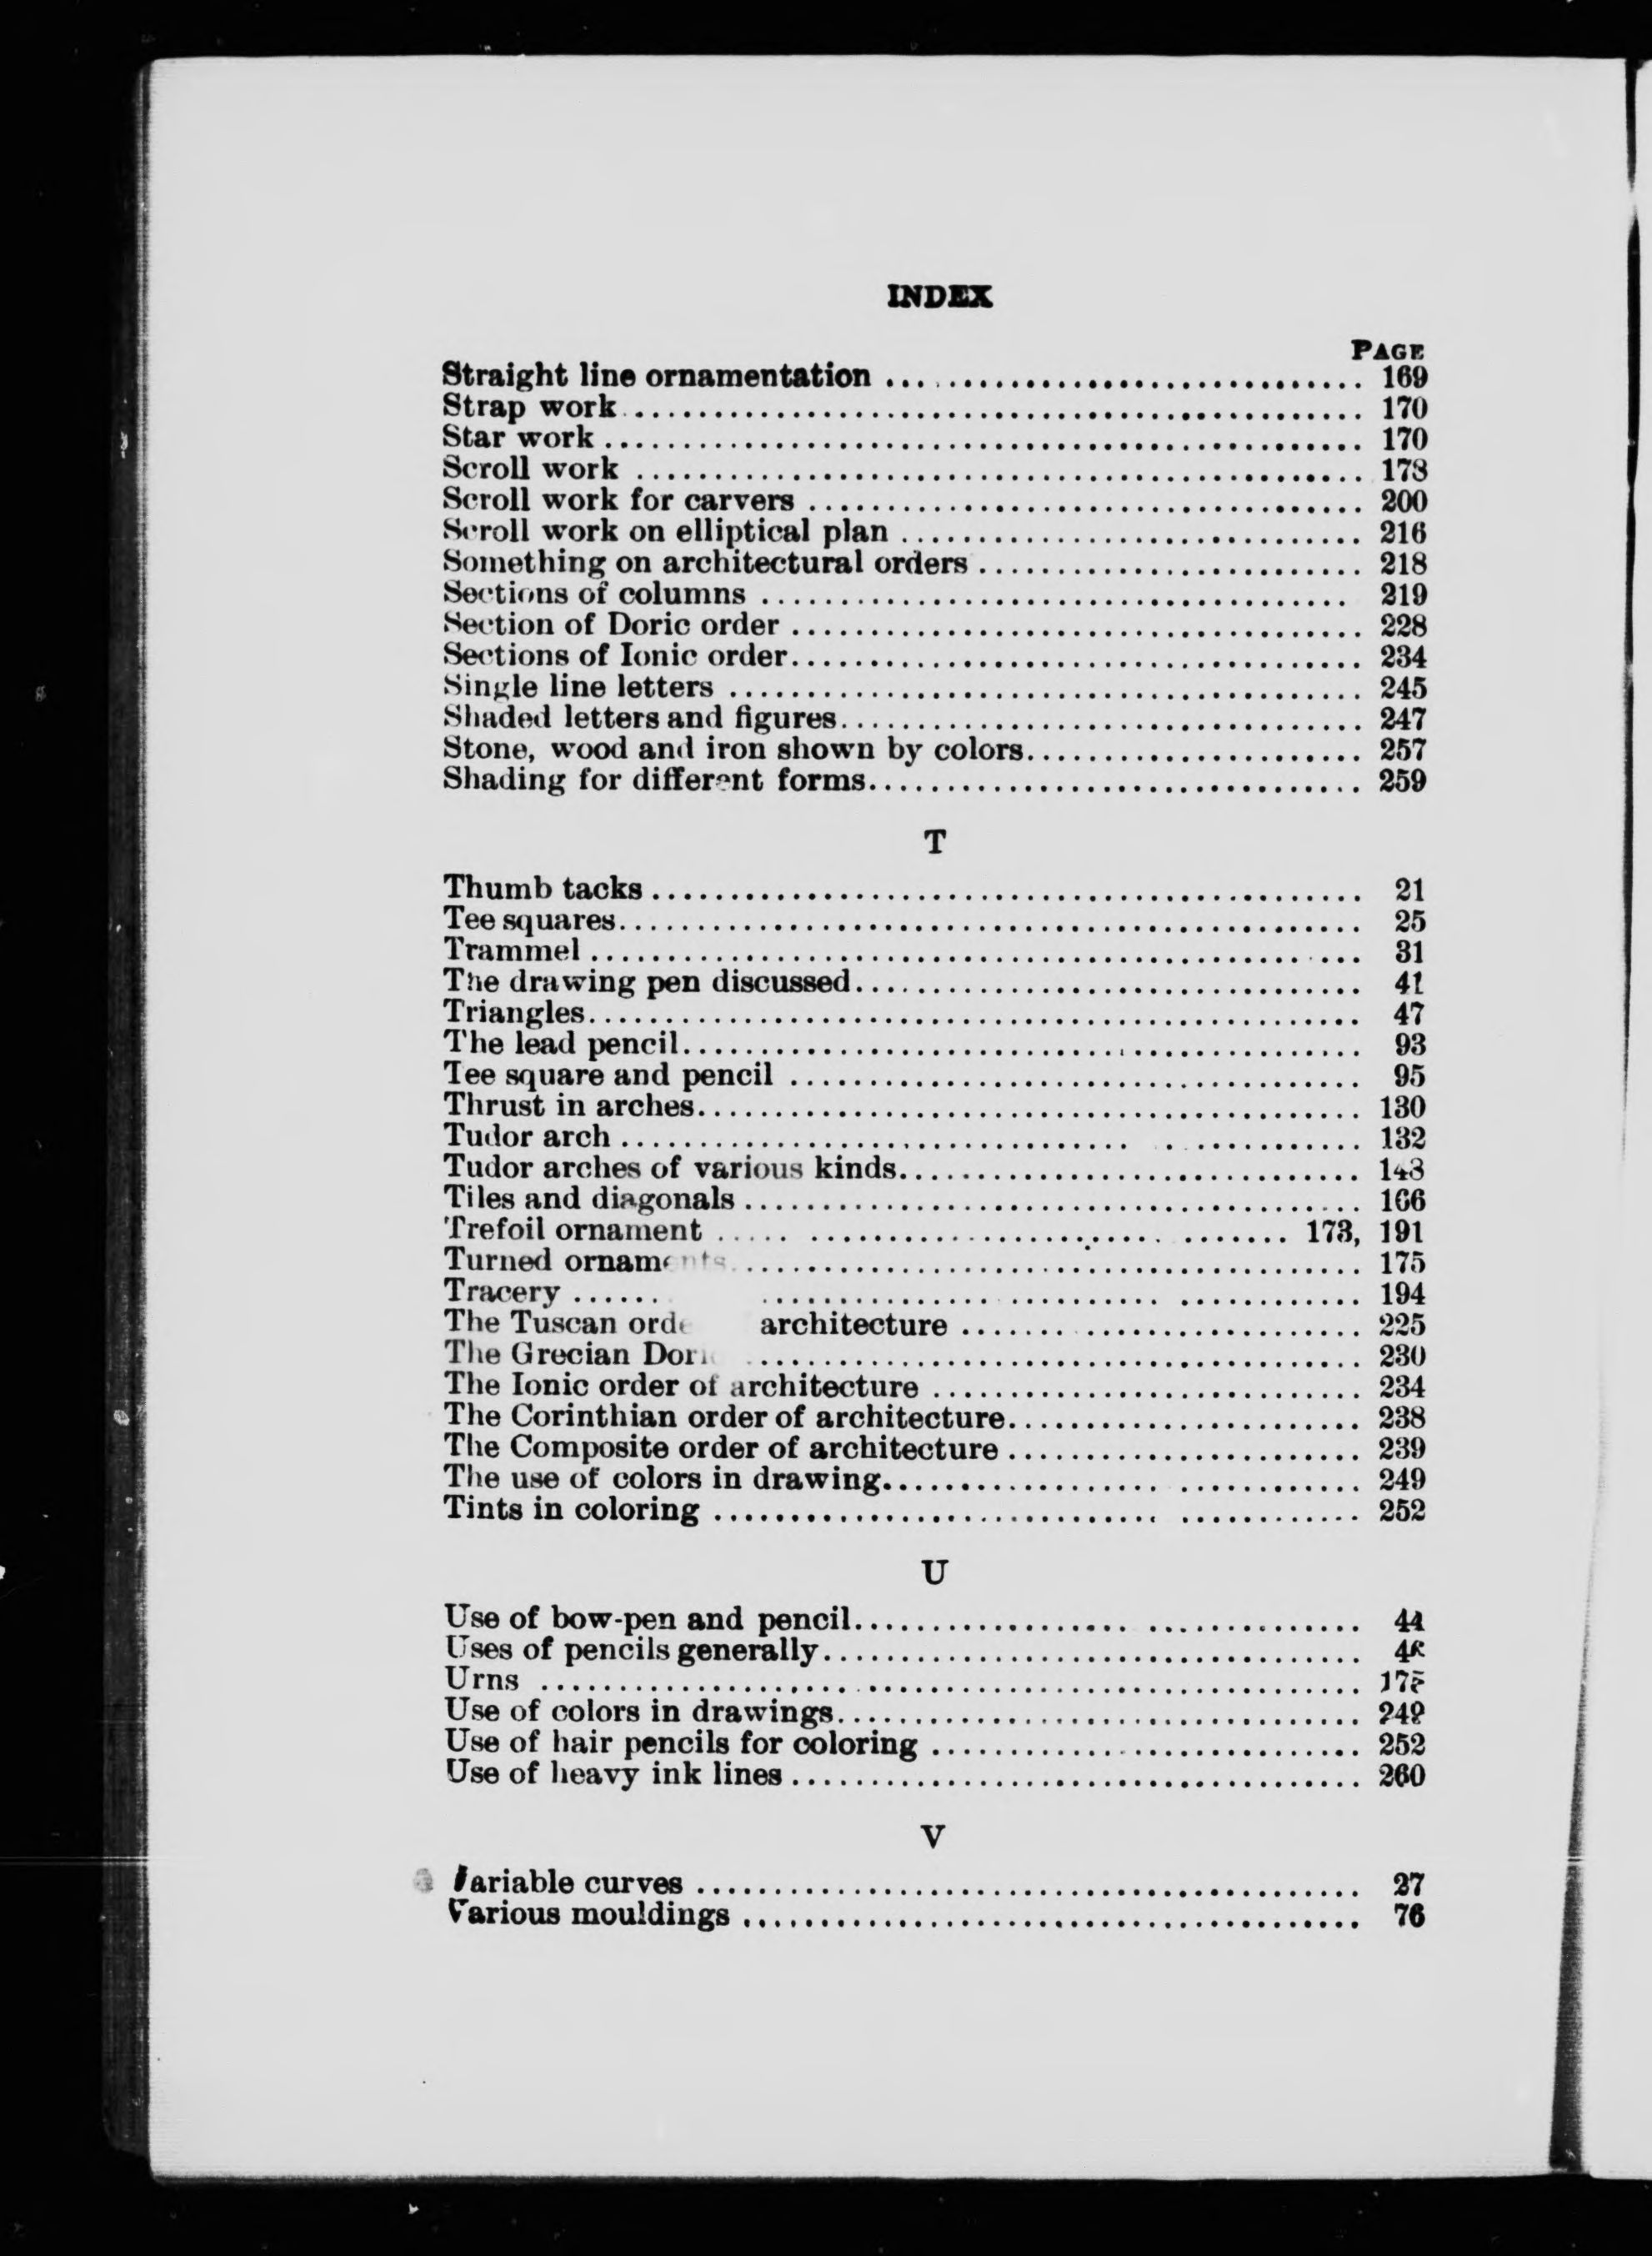 INDEX
PAGE
Straight line ornamentation ................................ 169
Strap work ................................ 170
Star work ................................ 170
Scroll work ................................ 178
Scroll work for carvers ................................ 200
Scroll work on elliptical plan ................................ 216
Something on architectural orders ................................ 218
Sections of columns ................................ 219
Section of Doric order ................................ 228
Sections of Ionic order ................................ 234
Single line letters ................................ 245
Shaded letters and figures ................................ 247
Stone, wood and iron shown by colors ................................ 257
Shading for different forms ................................ 259
T
Thumb tacks ................................ 21
Tee squares ................................ 25
Trammel ................................ 31
The drawing pen discussed ................................ 41
Triangles ................................ 47
The lead pencil ................................ 93
Tee square and pencil ................................ 95
Thrust in arches ................................ 130
Tudor arch ................................ 132
Tudor arches of various kinds ................................ 143
Tiles and diagonals ................................ 166
Trefoil ornament ................................ 173, 191
Turned ornaments ................................ 175
Tracery ................................ 194
The Tuscan orde architecture ................................ 225
The Grecian Doric ................................ 230
The Ionic order of architecture ................................ 234
The Corinthian order of architecture ................................ 238
The Composite order of architecture ................................ 239
The use of colors in drawing ................................ 249
Tints in coloring ................................ 252
U
Use of bow-pen and pencil ................................ 44
Uses of pencils generally ................................
Urns ................................
Use of colors in drawings ................................
Use of hair pencils for coloring ................................ 252
Use of heavy ink lines ................................ 260
V
Variable curves ................................ 27
Various mouldings ................................ 76